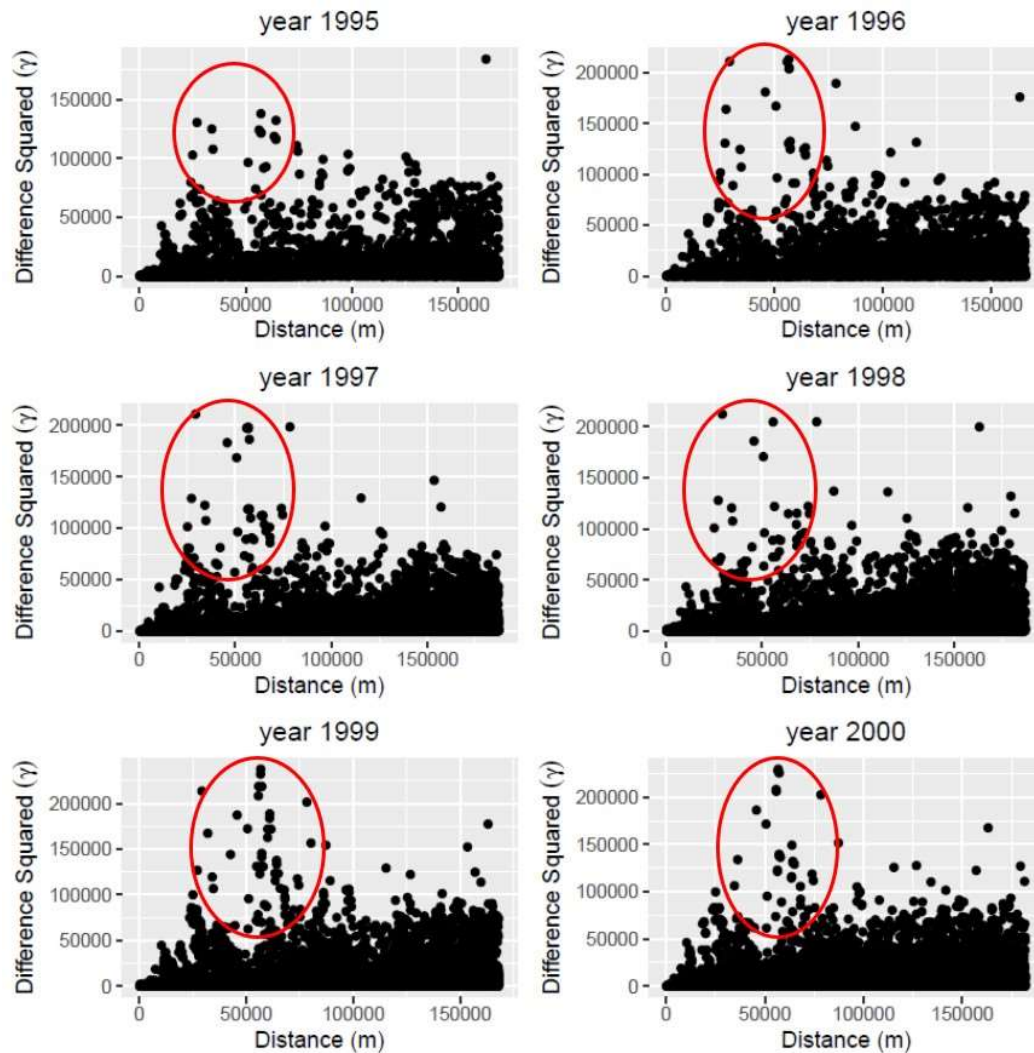 year 1995
Difference Squared (γ)
150000
100000
50000
0
0 50000 100000 150000
Distance (m)
year 1996
Difference Squared (γ)
200000
150000
100000
50000
0
0 50000 100000 150000
Distance (m)
year 1997
Difference Squared (γ)
200000
150000
100000
50000
0
0 50000 100000 150000
Distance (m)
year 1998
Difference Squared (γ)
200000
150000
100000
50000
0
0 50000 100000 150000
Distance (m)
year 1999
Difference Squared (γ)
200000
150000
100000
50000
0
0 50000 100000 150000
Distance (m)
year 2000
Difference Squared (γ)
200000
150000
100000
50000
0
0 50000 100000 150000
Distance (m)